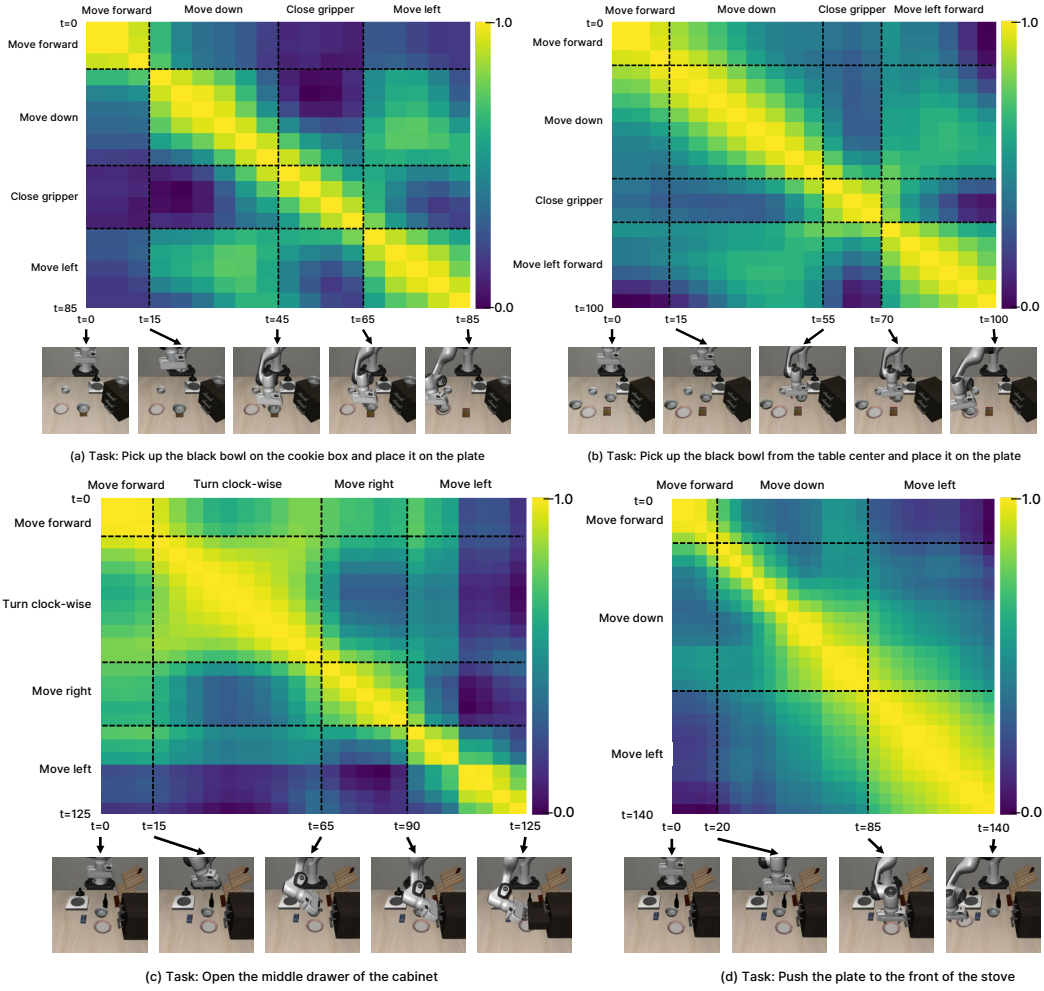 Move forward Move down Close gripper Move left
t=0
1.0
Move forward
Move down
Close gripper
Move left
0.0
t=85
t=0 t=15 t=45 t=65 t=85
(a) Task: Pick up the black bowl on the cookie box and place it on the plate
Move forward Move down Close gripper Move left forward
t=0
1.0
Move forward
Move down
Close gripper
Move left forward
0.0
t=100
t=0 t=15 t=55 t=70 t=100
(b) Task: Pick up the black bowl from the table center and place it on the plate
Move forward Turn clock-wise Move right Move left
t=0
1.0
Move forward
Turn clock-wise
Move right
Move left
0.0
t=125
t=0 t=15 t=65 t=90 t=125
(c) Task: Open the middle drawer of the cabinet
Move forward Move down Move left
t=0
1.0
Move forward
Move down
Move left
0.0
t=140
t=0 t=20 t=85 t=140
(d) Task: Push the plate to the front of the stove